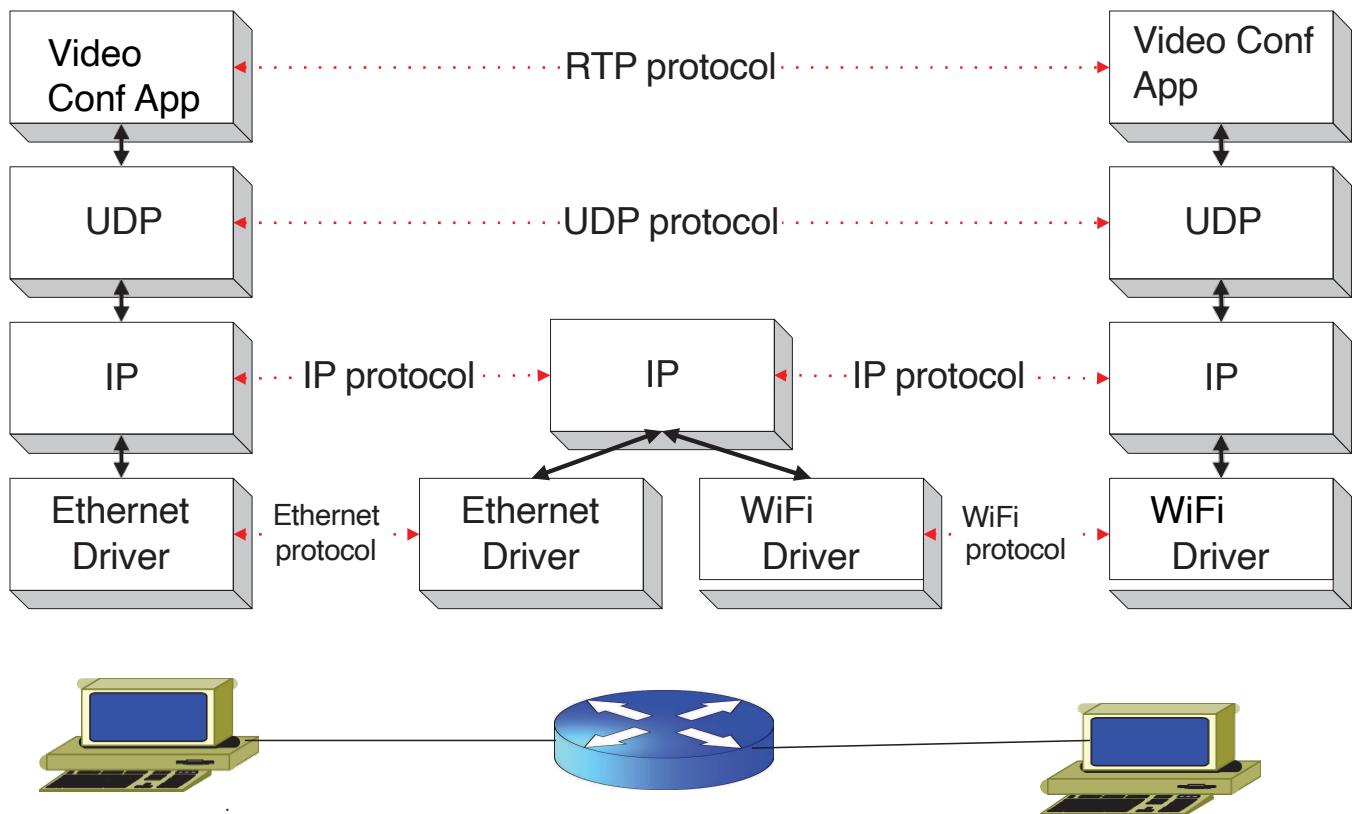 Video
Conf App
RTP protocol
Video Conf
App
UDP
UDP protocol
UDP
IP
IP protocol
IP
IP protocol
IP
Ethernet
Driver
Ethernet
protocol
Ethernet
Driver
WiFi
Driver
WiFi
protocol
WiFi
Driver